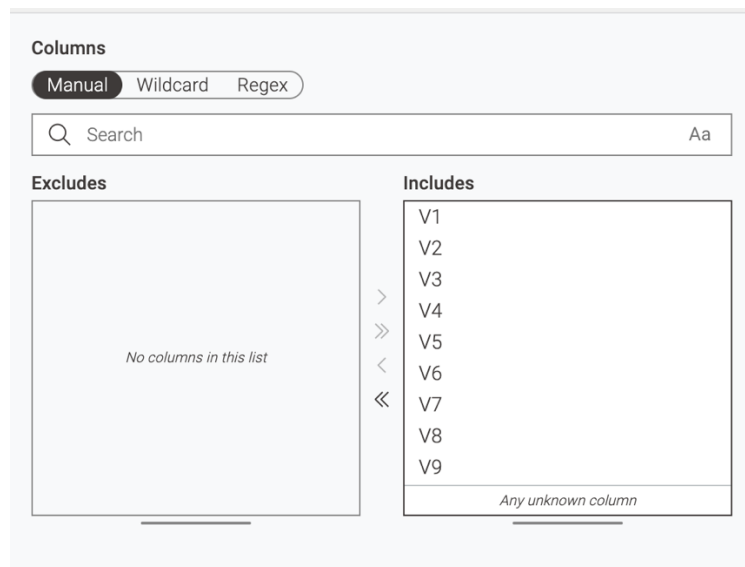 Columns
Manual Wildcard Regex
Search Aa
Excludes
No columns in this list
Includes
V1
V2
V3
V4
V5
V6
V7
V8
V9
Any unknown column